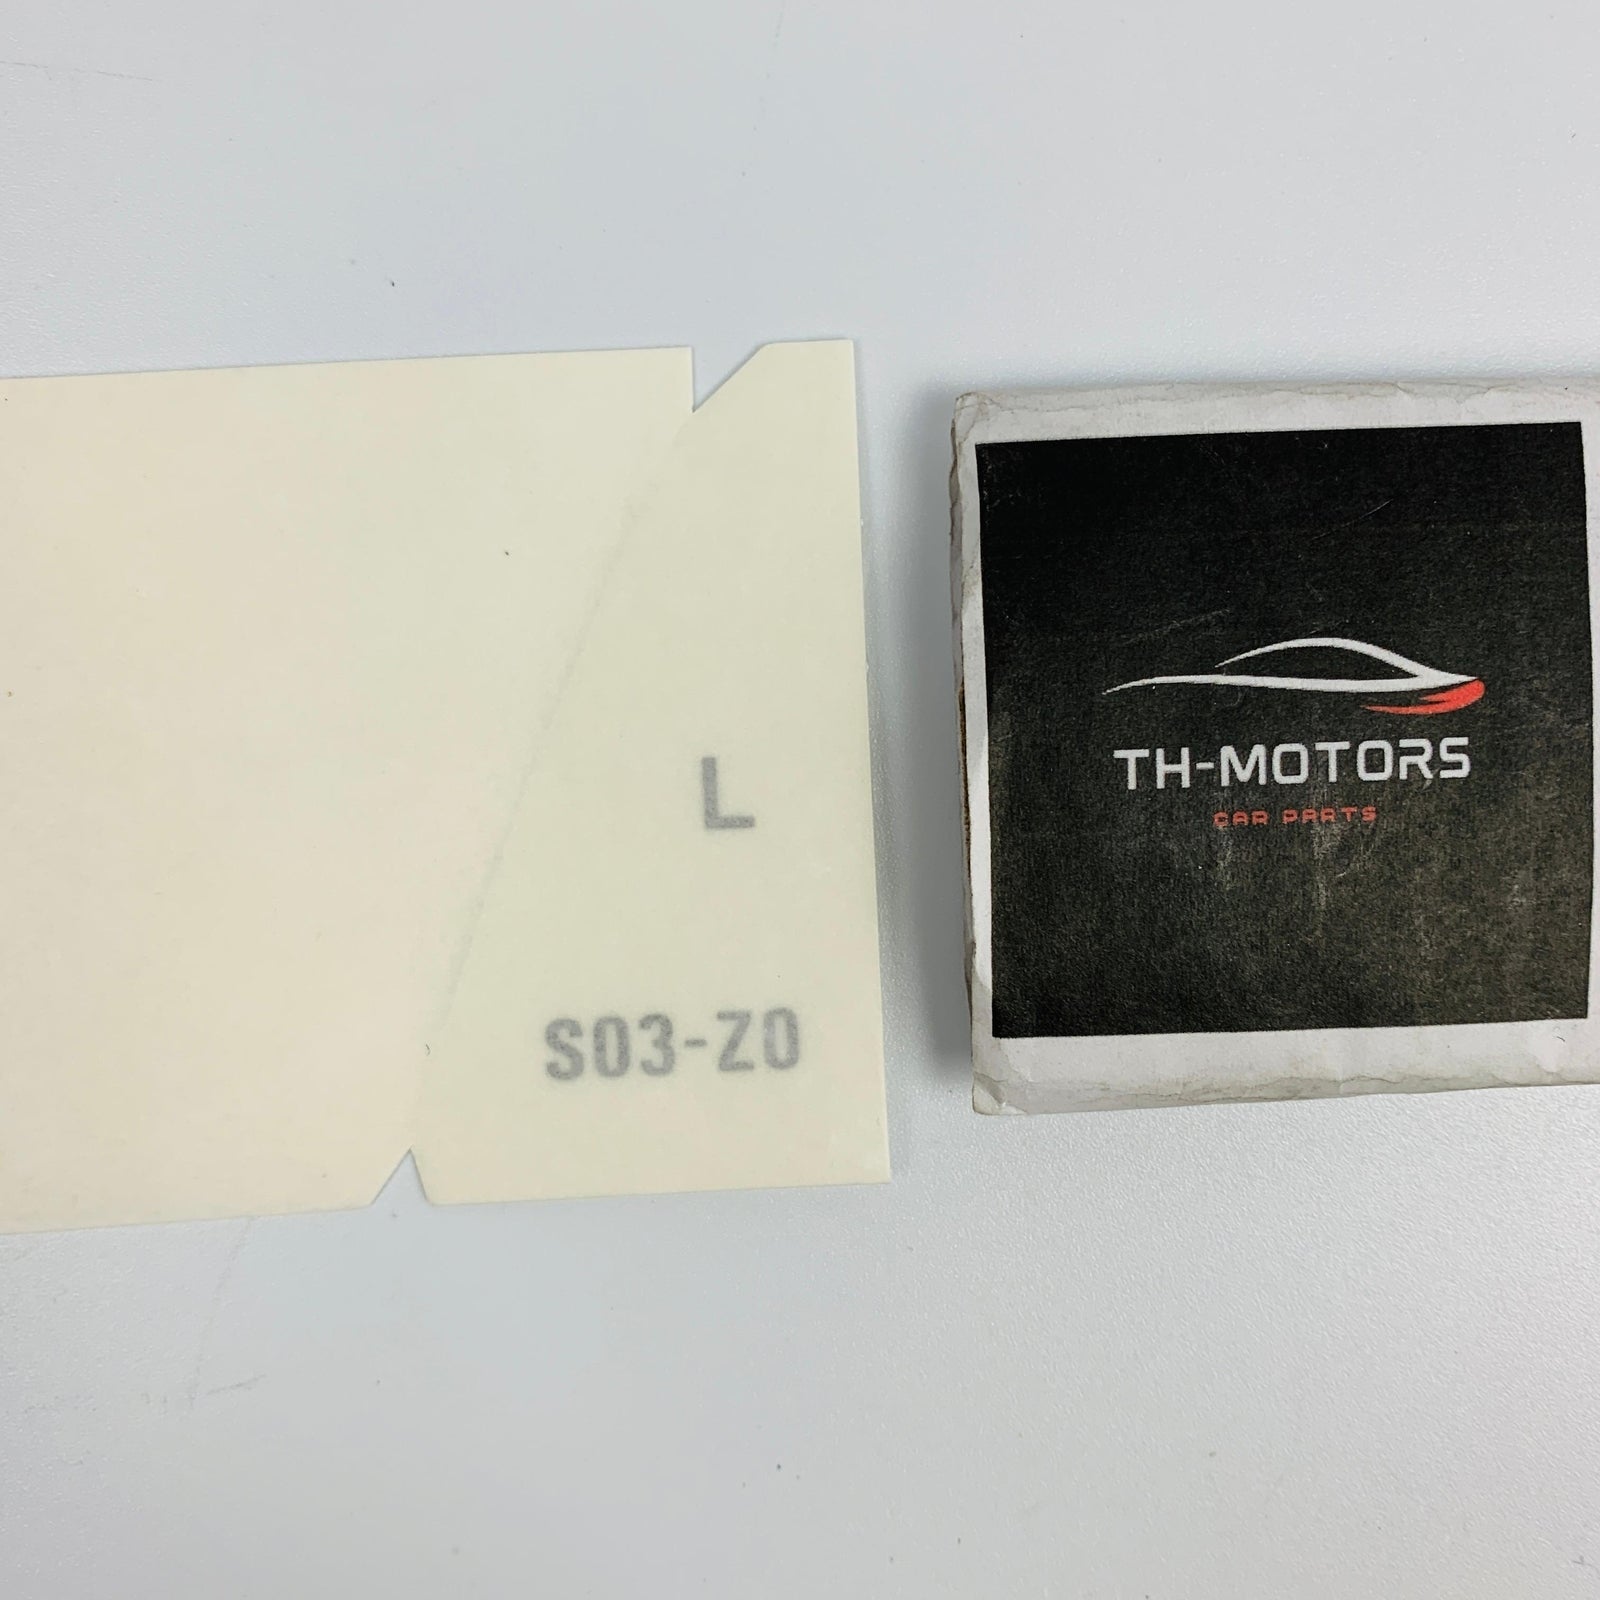 L
S03-Z0
TH-MOTORS
CAR PARTS